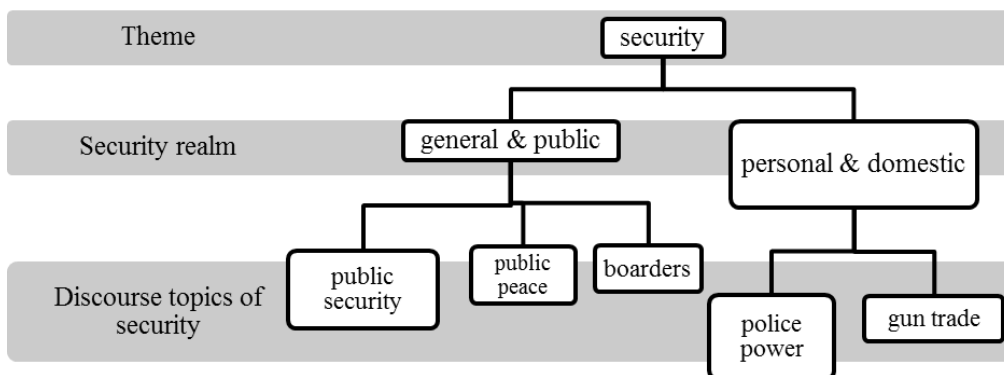 Theme
security
Security realm
general & public
personal & domestic
Discourse topics of
security
public
security
public
peace
boarders
police
power
gun trade